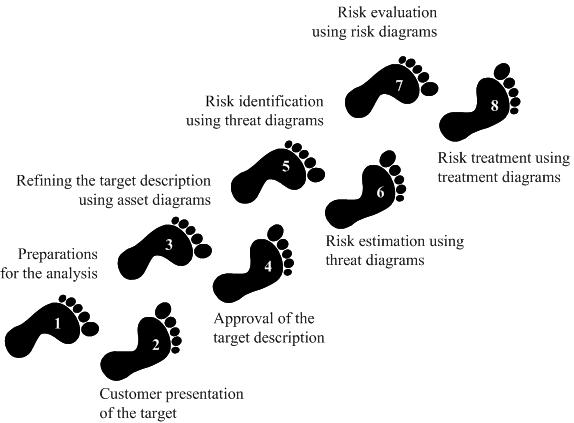 Risk evaluation
using risk diagrams
7
8
Risk identification
using threat diagrams
Risk treatment using
treatment diagrams
5
6
Refining the target description
using asset diagrams
Risk estimation using
threat diagrams
3
4
Preparations
for the analysis
Approval of the
target description
1
2
Customer presentation
of the target